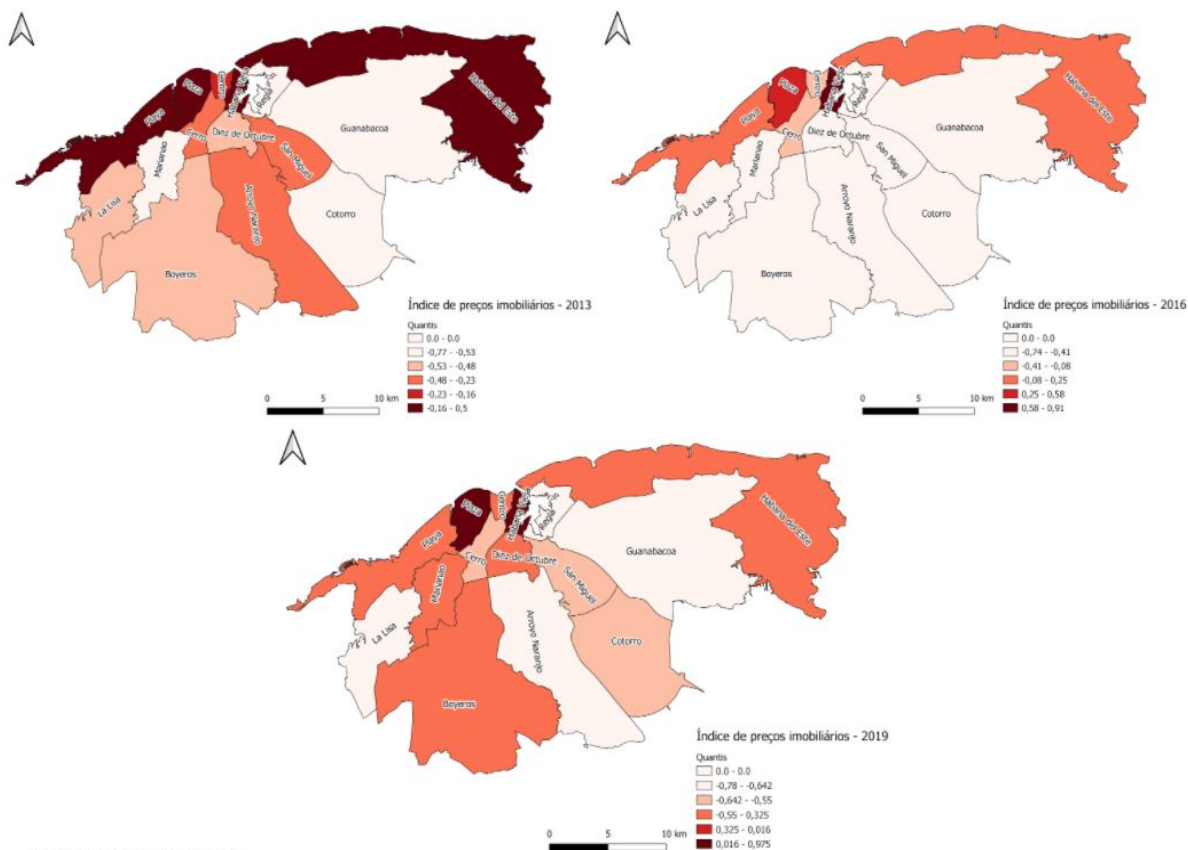 Playa
Plaza
Centro
Habana Vieja
Regla
Habana del Este
Guanabacoa
Marianao
Cerro
Diez de Octubre
San Miguel
La Lisa
Arroyo Naranjo
Cotorro
Boyeros
Índice de preços imobiliários - 2013
Quantis
0.0 - 0.0
-0,77 - -0,53
-0,53 - -0,48
-0,48 - -0,23
-0,23 - -0,16
-0,16 - 0,5
0 5 10 km
Playa
Plaza
Centro
Habana Vieja
Regla
Habana del Este
Guanabacoa
Marianao
Cerro
Diez de Octubre
San Miguel
La Lisa
Arroyo Naranjo
Cotorro
Boyeros
Índice de preços imobiliários - 2016
Quantis
0.0 - 0.0
-0,74 - -0,41
-0,41 - -0,08
-0,08 - 0,25
0,25 - 0,58
0,58 - 0,91
0 5 10 km
Playa
Plaza
Centro
Habana Vieja
Regla
Habana del Este
Guanabacoa
Marianao
Cerro
Diez de Octubre
San Miguel
La Lisa
Arroyo Naranjo
Cotorro
Boyeros
Índice de preços imobiliários - 2019
Quantis
0.0 - 0.0
-0,78 - -0,642
-0,642 - -0,55
-0,55 - 0,325
0,325 - 0,016
0,016 - 0,975
0 5 10 km